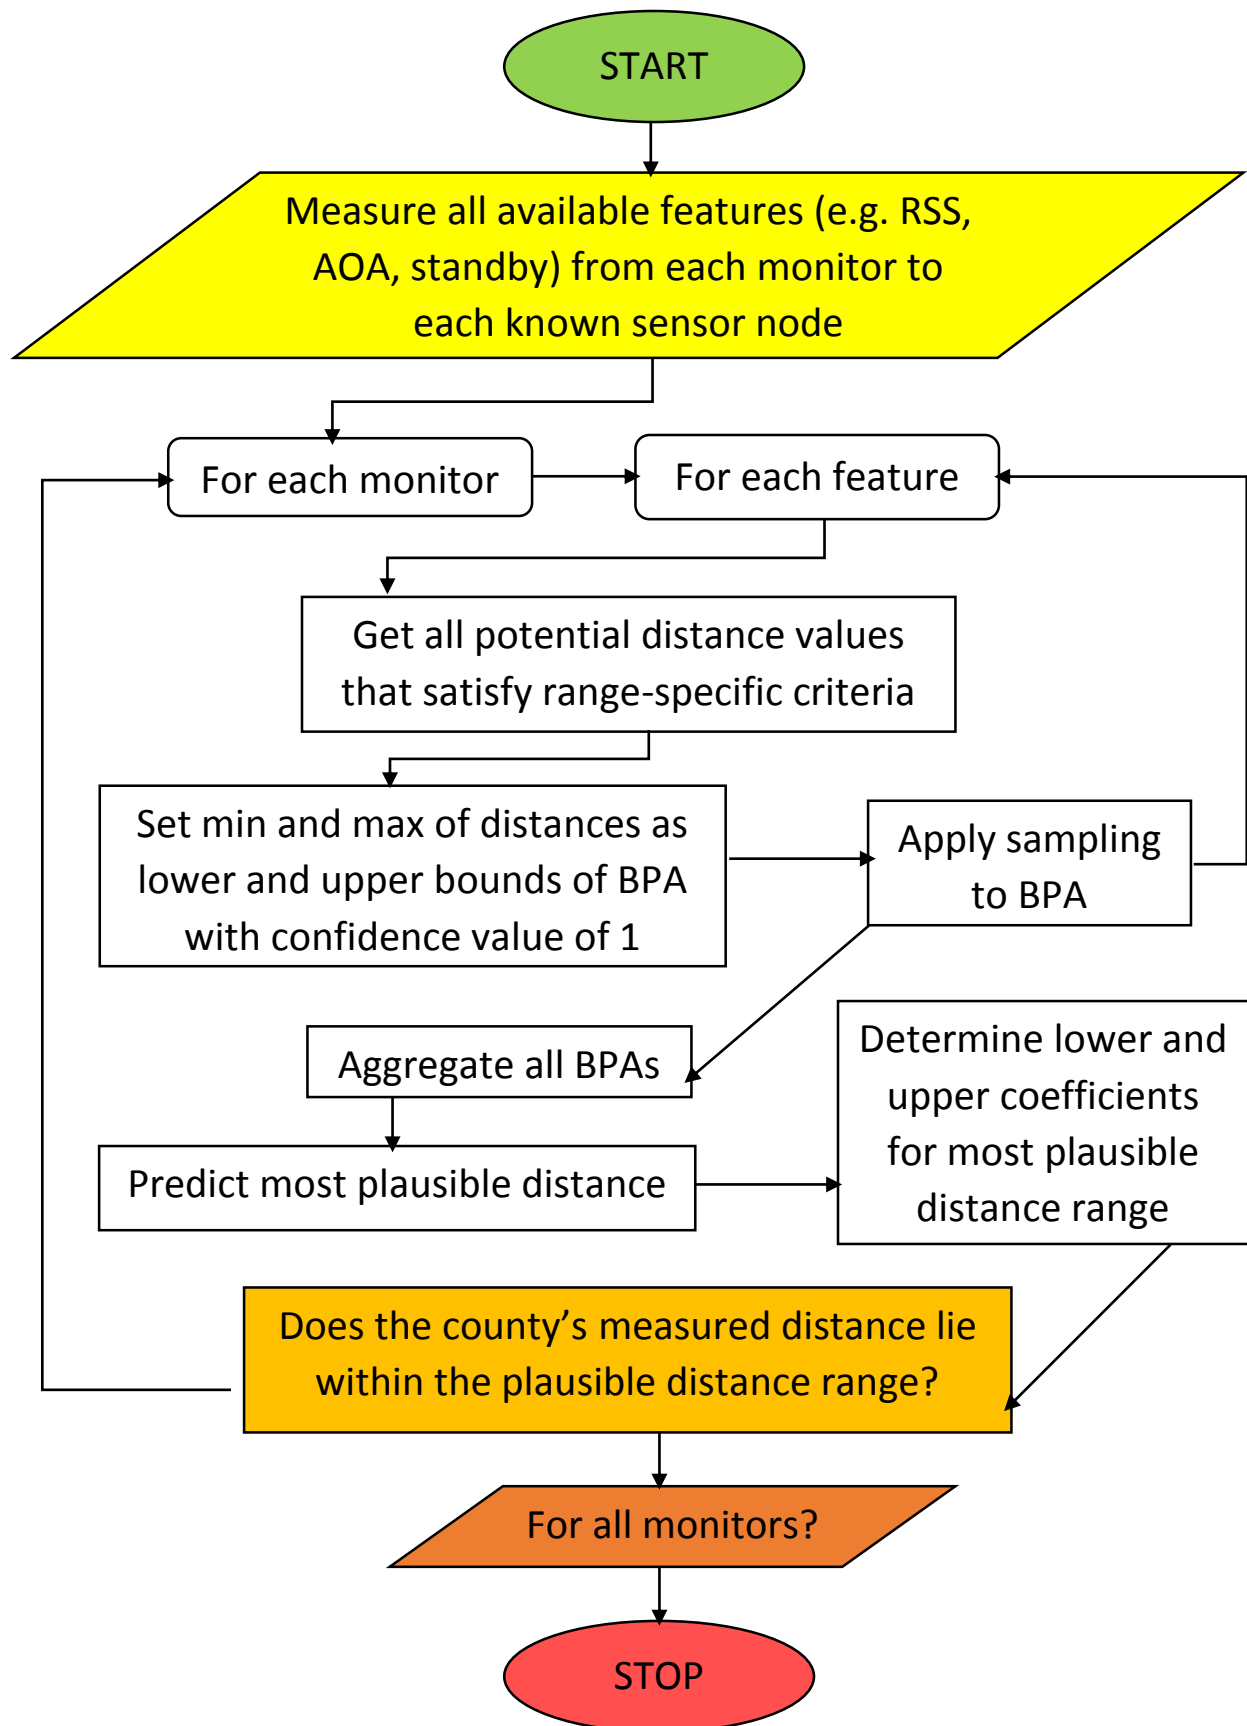 START
Measure all available features (e.g. RSS,
AOA, standby) from each monitor to
each known sensor node
For each monitor
For each feature
Get all potential distance values
that satisfy range-specific criteria
Set min and max of distances as
lower and upper bounds of BPA
with confidence value of 1
Apply sampling
to BPA
Aggregate all BPAs
Predict most plausible distance
Determine lower and
upper coefficients
for most plausible
distance range
Does the county’s measured distance lie
within the plausible distance range?
For all monitors?
STOP